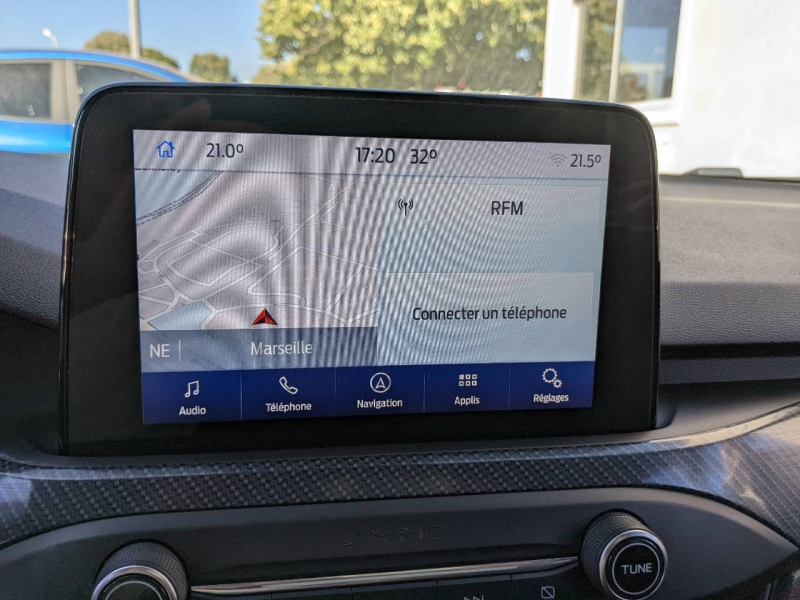 21.0° 17:20 32° 21.5°
RFM
Connecter un téléphone
NE Marseille
Audio Téléphone Navigation Applis Réglages
SYNC
TUNE